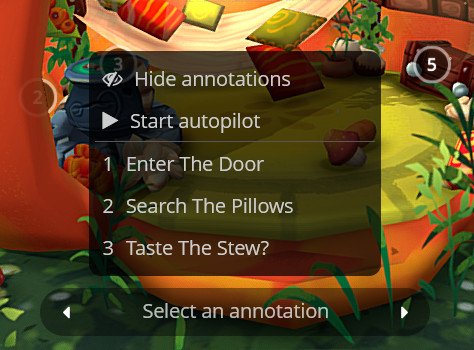 3
5
2
Hide annotations
Start autopilot
1 Enter The Door
2 Search The Pillows
3 Taste The Stew?
Select an annotation